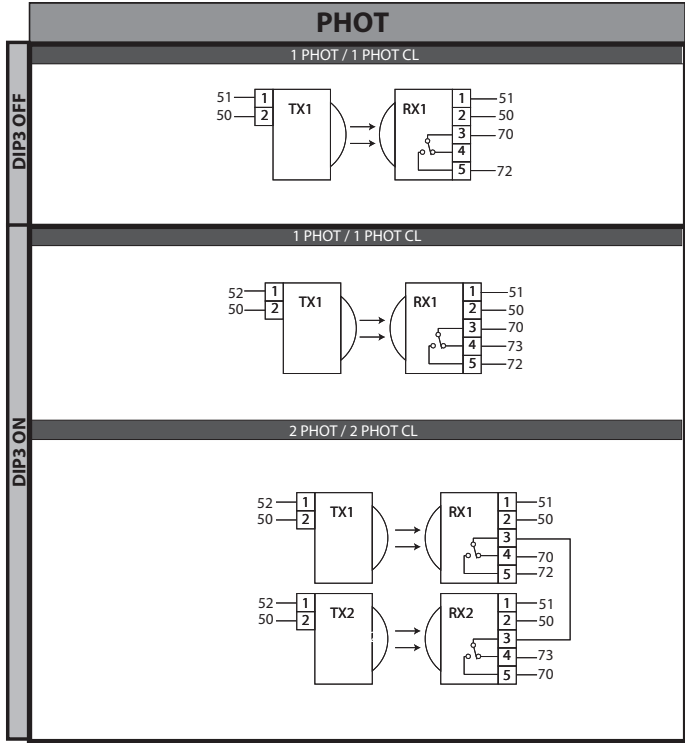 PHOT
DIP3 OFF
1 PHOT / 1 PHOT CL
51 1 TX1 RX1 1 51
50 2 2 50
3 70
4
5 72
DIP3 ON
1 PHOT / 1 PHOT CL
52 1 TX1 RX1 1 51
50 2 2 50
3 70
4 73
5 72
2 PHOT / 2 PHOT CL
52 1 TX1 RX1 1 51
50 2 2 50
3
4 70
5 72
52 1 TX2 RX2 1 51
50 2 2 50
3
4 73
5 70